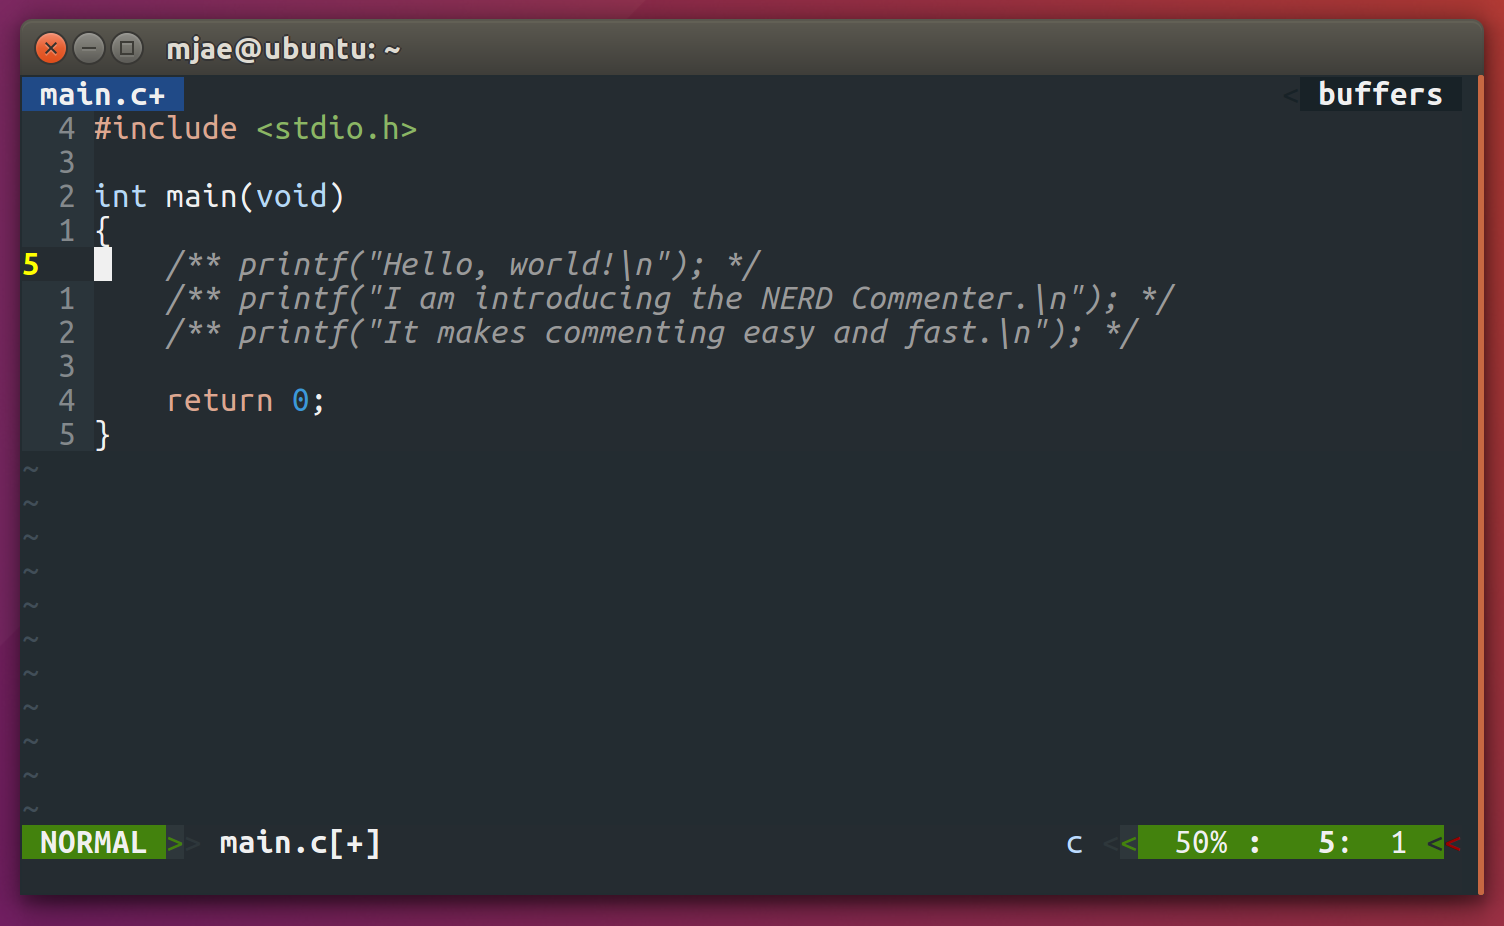 mjae@ubuntu: ~
main.c+ < buffers
4 #include <stdio.h>
3
2 int main(void)
1 {
5 /** printf("Hello, world!\n"); */
1 /** printf("I am introducing the NERD Commenter.\n"); */
2 /** printf("It makes commenting easy and fast.\n"); */
3
4 return 0;
5 }
~
~
~
~
~
~
~
~
~
~
~
NORMAL >> main.c[+] c << 50% : 5: 1 <<